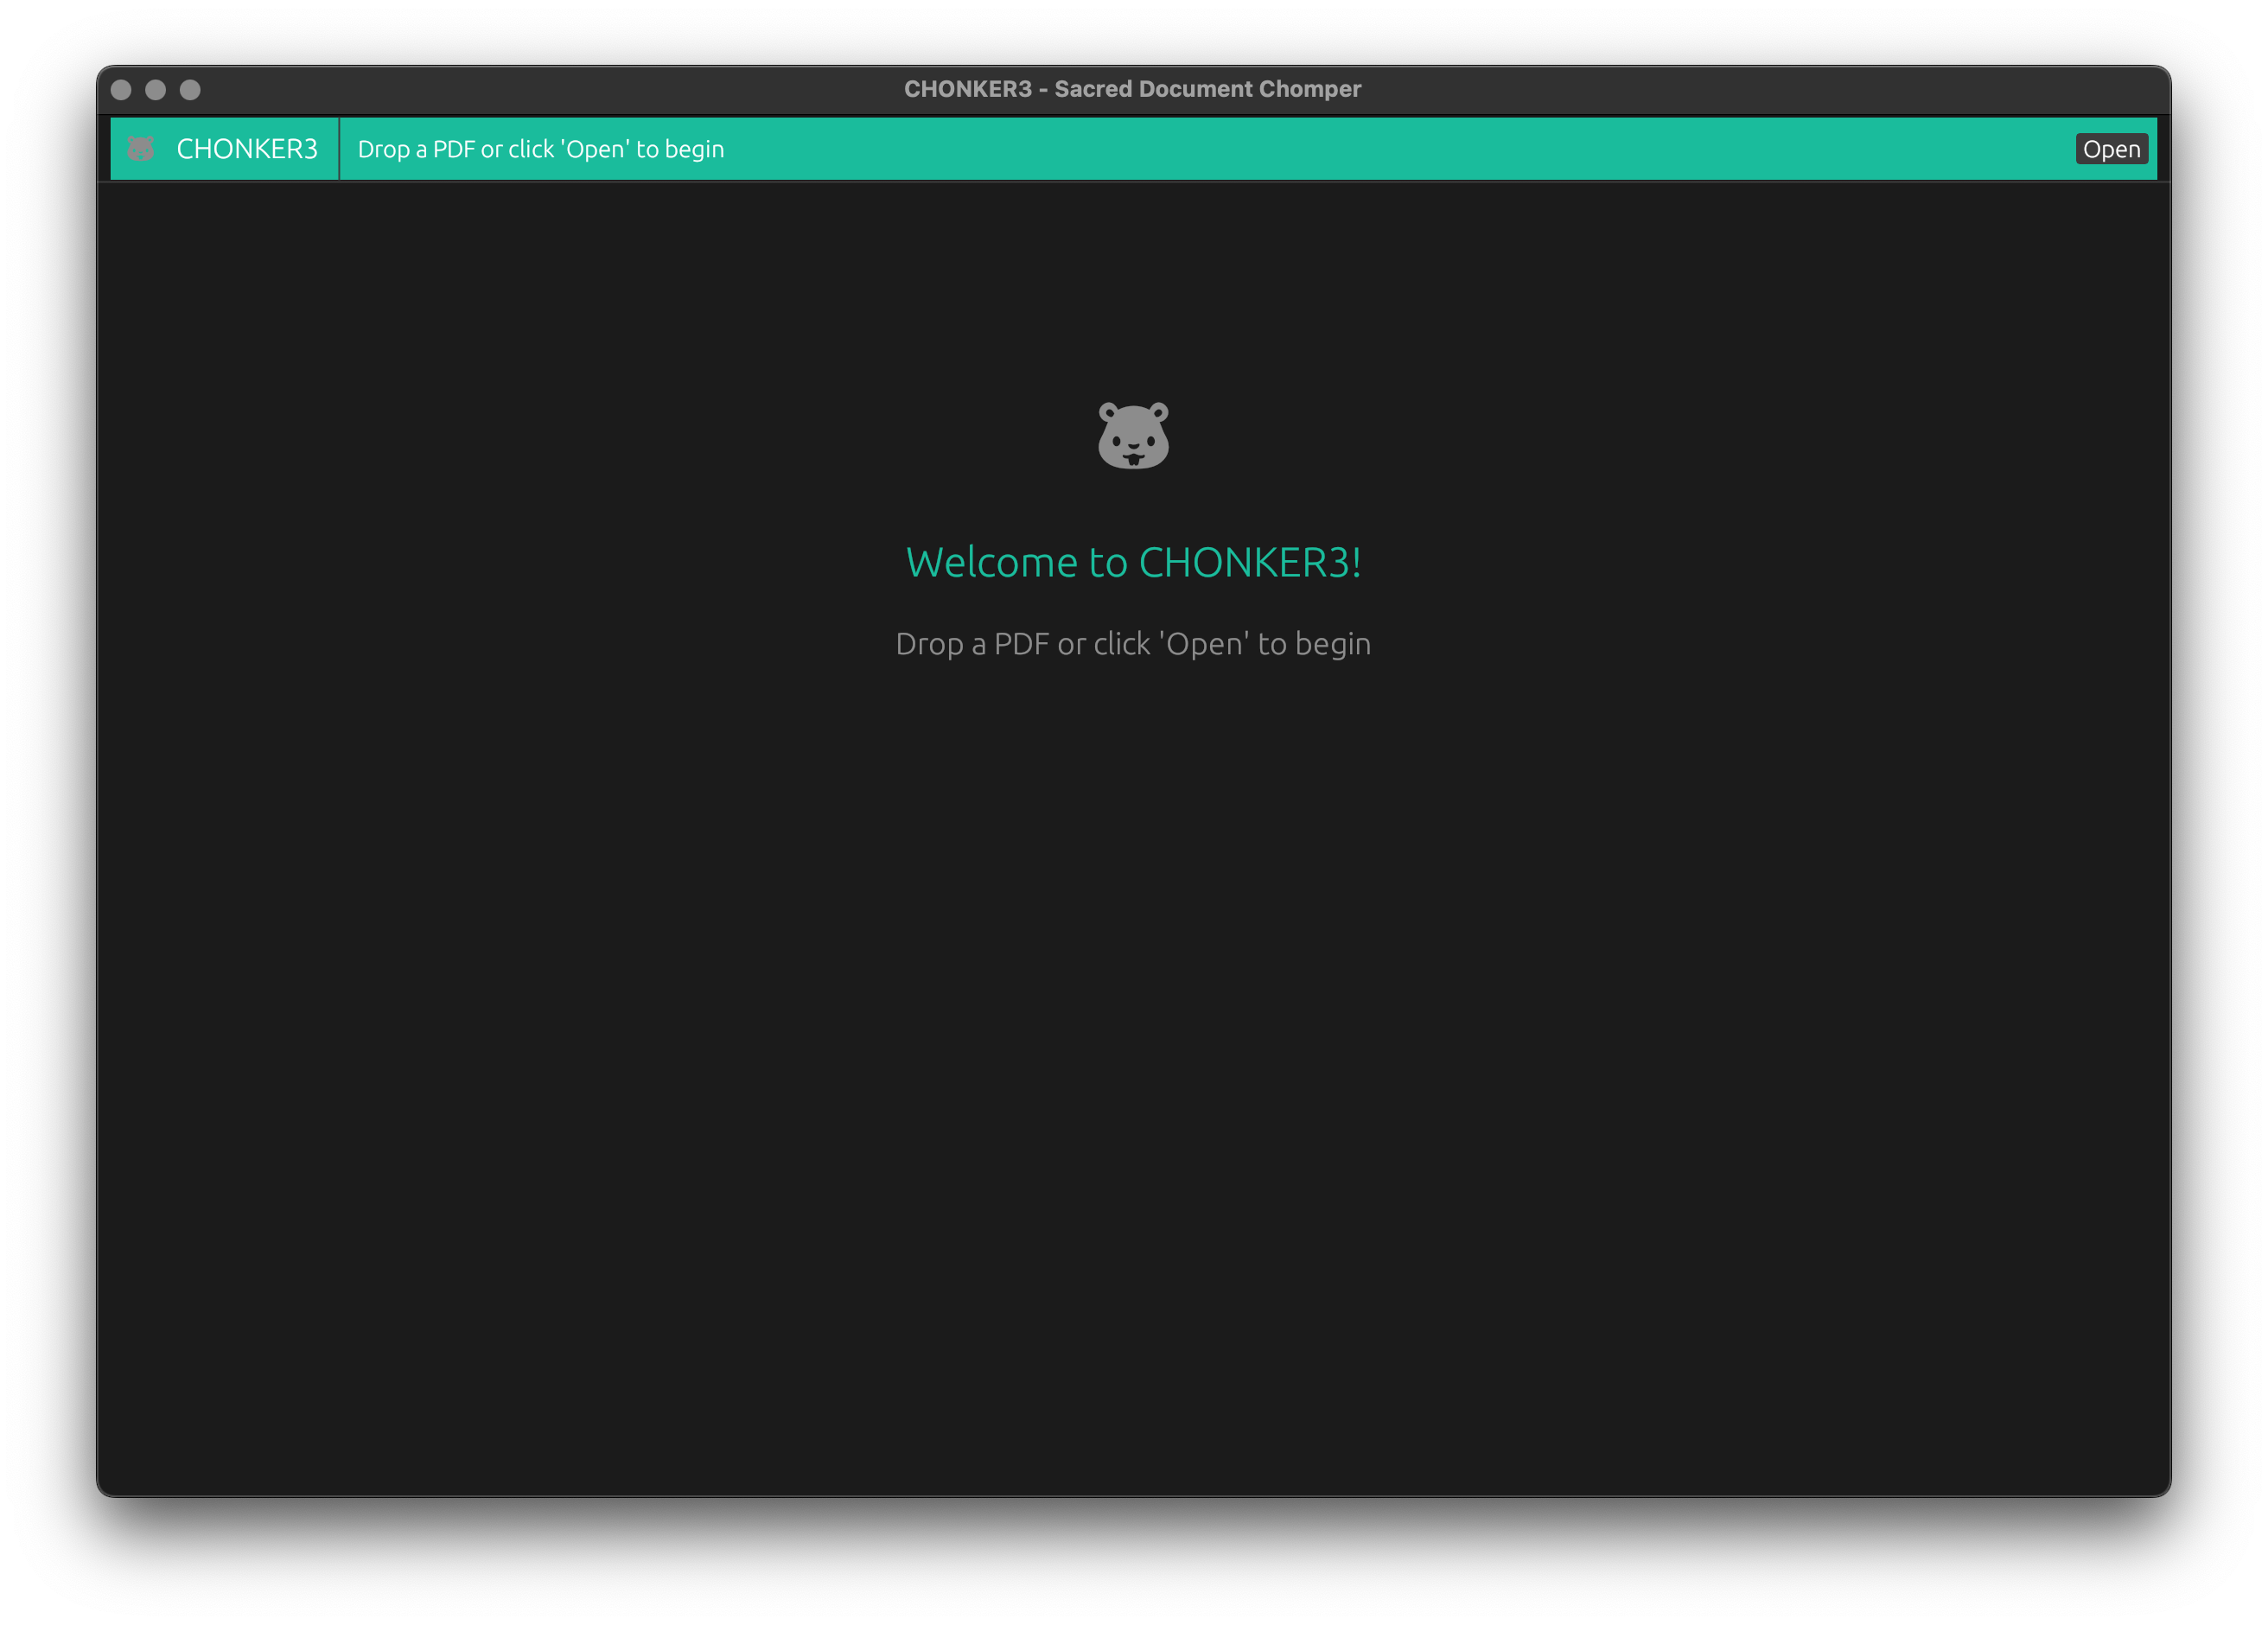 CHONKER3 - Sacred Document Chomper
CHONKER3
Drop a PDF or click 'Open' to begin
Open
Welcome to CHONKER3!
Drop a PDF or click 'Open' to begin